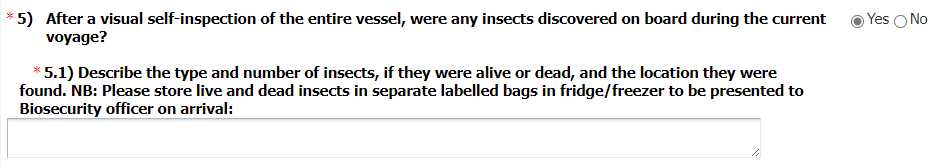 * 5) After a visual self-inspection of the entire vessel, were any insects discovered on board during the current Yes No
voyage?
* 5.1) Describe the type and number of insects, if they were alive or dead, and the location they were
found. NB: Please store live and dead insects in separate labelled bags in fridge/freezer to be presented to
Biosecurity officer on arrival: